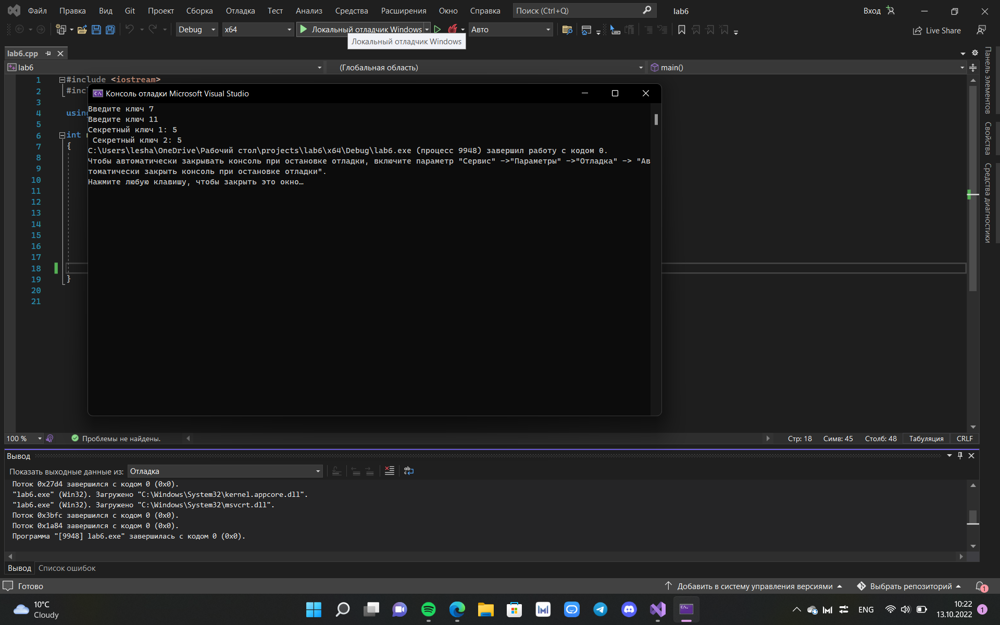 Файл Правка Вид Git Проект Сборка Отладка Тест Анализ Средства Расширения Окно Справка Поиск (Ctrl+Q) lab6 Вход
Debug x64 Локальный отладчик Windows Авто Live Share
Локальный отладчик Windows
lab6.cpp
lab6 (Глобальная область) main()
1 #include <iostream>
2 #incl
3
4 using
5
6 int
7 {
8
9
10
11
12
13
14
15
16
17
18
19 }
20
21
Консоль отладки Microsoft Visual Studio
Введите ключ 7
Введите ключ 11
Секретный ключ 1: 5
Секретный ключ 2: 5
C:\Users\lesha\OneDrive\Рабочий стол\projects\lab6\x64\Debug\lab6.exe (процесс 9948) завершил работу с кодом 0.
Чтобы автоматически закрывать консоль при остановке отладки, включите параметр "Сервис" ->"Параметры" ->"Отладка" -> "Ав
томатически закрыть консоль при остановке отладки".
Нажмите любую клавишу, чтобы закрыть это окно…
Панель элементов
Свойства
Средства диагностики
100 % Проблемы не найдены. Стр: 18 Симв: 45 Столб: 48 Табуляция CRLF
Вывод
Показать выходные данные из: Отладка
Поток 0x27d4 завершился с кодом 0 (0x0).
"lab6.exe" (Win32). Загружено "C:\Windows\System32\kernel.appcore.dll".
"lab6.exe" (Win32). Загружено "C:\Windows\System32\msvcrt.dll".
Поток 0x3bfc завершился с кодом 0 (0x0).
Поток 0x1a84 завершился с кодом 0 (0x0).
Программа "[9948] lab6.exe" завершилась с кодом 0 (0x0).
Вывод Список ошибок
Готово Добавить в систему управления версиями Выбрать репозиторий 1
10°C
Cloudy
ENG
10:22
13.10.2022
1